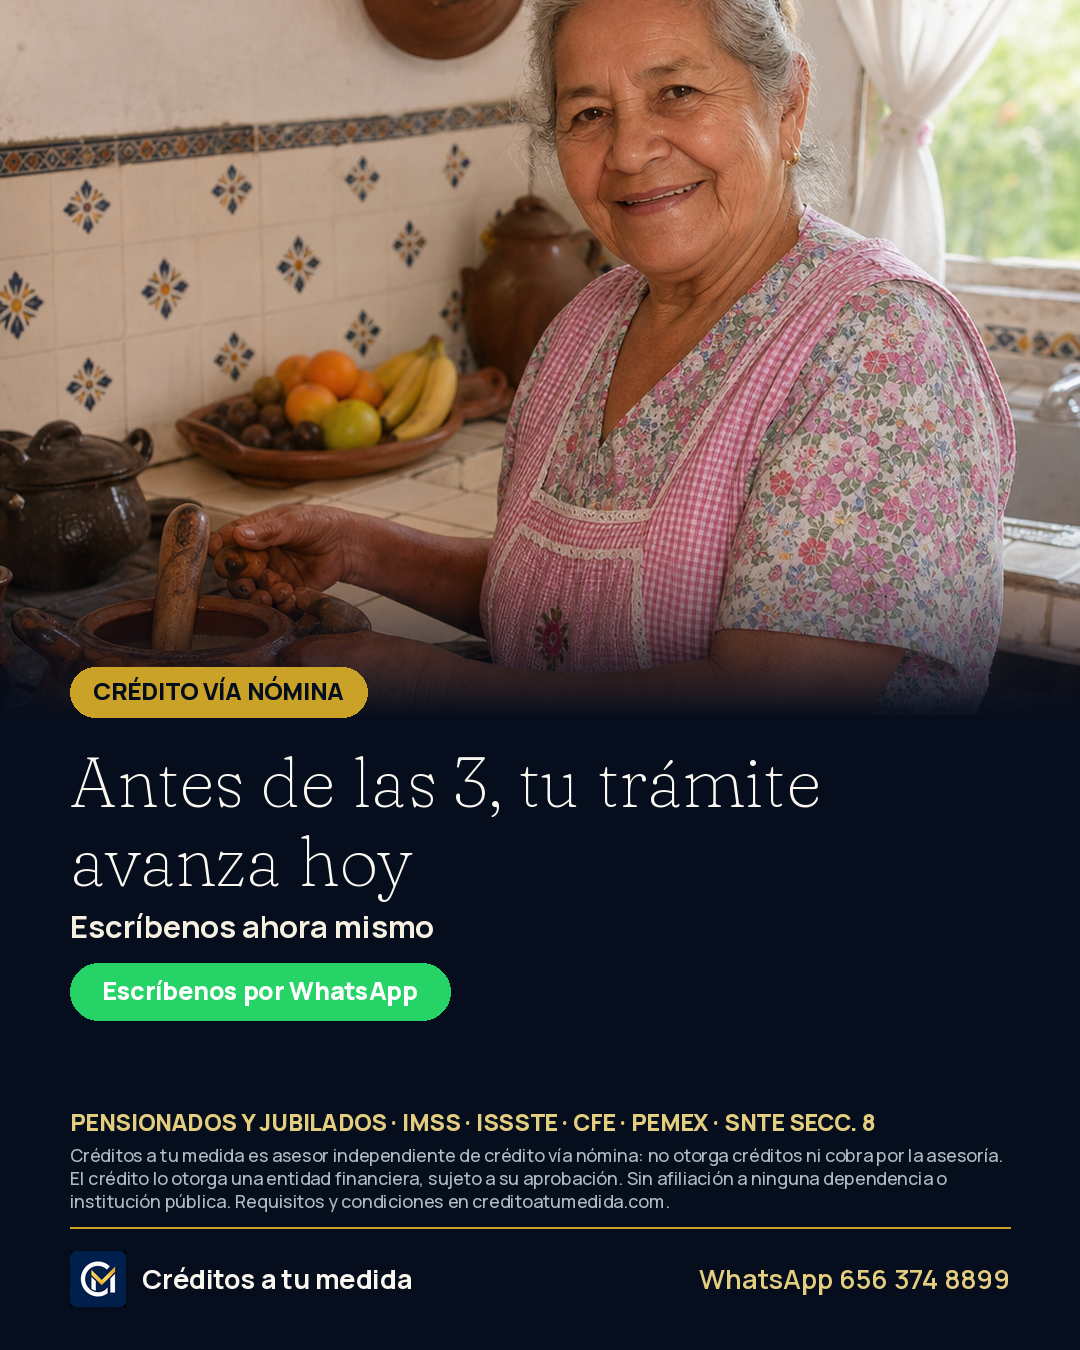 CRÉDITO VÍA NÓMINA
Antes de las 3, tu trámite
avanza hoy
Escríbenos ahora mismo
Escríbenos por WhatsApp
PENSIONADOS Y JUBILADOS · IMSS · ISSSTE · CFE · PEMEX · SNTE SECC. 8
Créditos a tu medida es asesor independiente de crédito vía nómina: no otorga créditos ni cobra por la asesoría.
El crédito lo otorga una entidad financiera, sujeto a su aprobación. Sin afiliación a ninguna dependencia o
institución pública. Requisitos y condiciones en creditoatumedida.com.
Créditos a tu medida
WhatsApp 656 374 8899